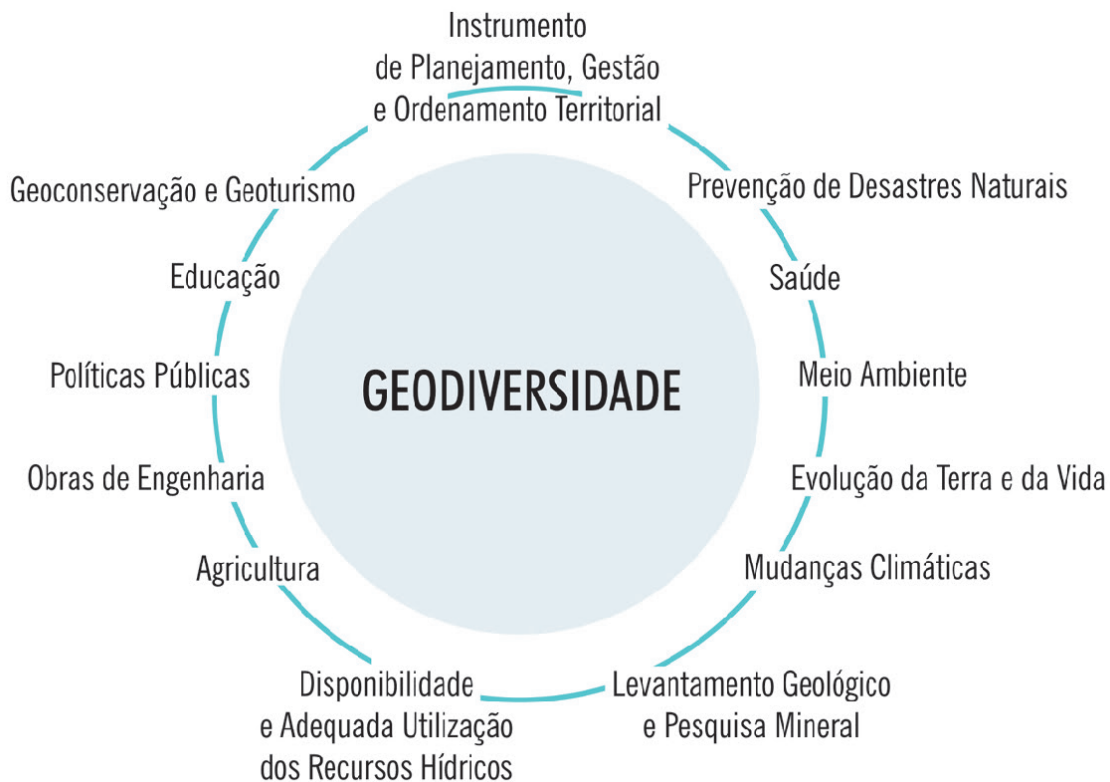 Instrumento
de Planejamento, Gestão
e Ordenamento Territorial
Prevenção de Desastres Naturais
Geoconservação e Geoturismo
Educação
Saúde
Políticas Públicas
GEODIVERSIDADE
Meio Ambiente
Obras de Engenharia
Evolução da Terra e da Vida
Agricultura
Mudanças Climáticas
Disponibilidade
e Adequada Utilização
dos Recursos Hídricos
Levantamento Geológico
e Pesquisa Mineral